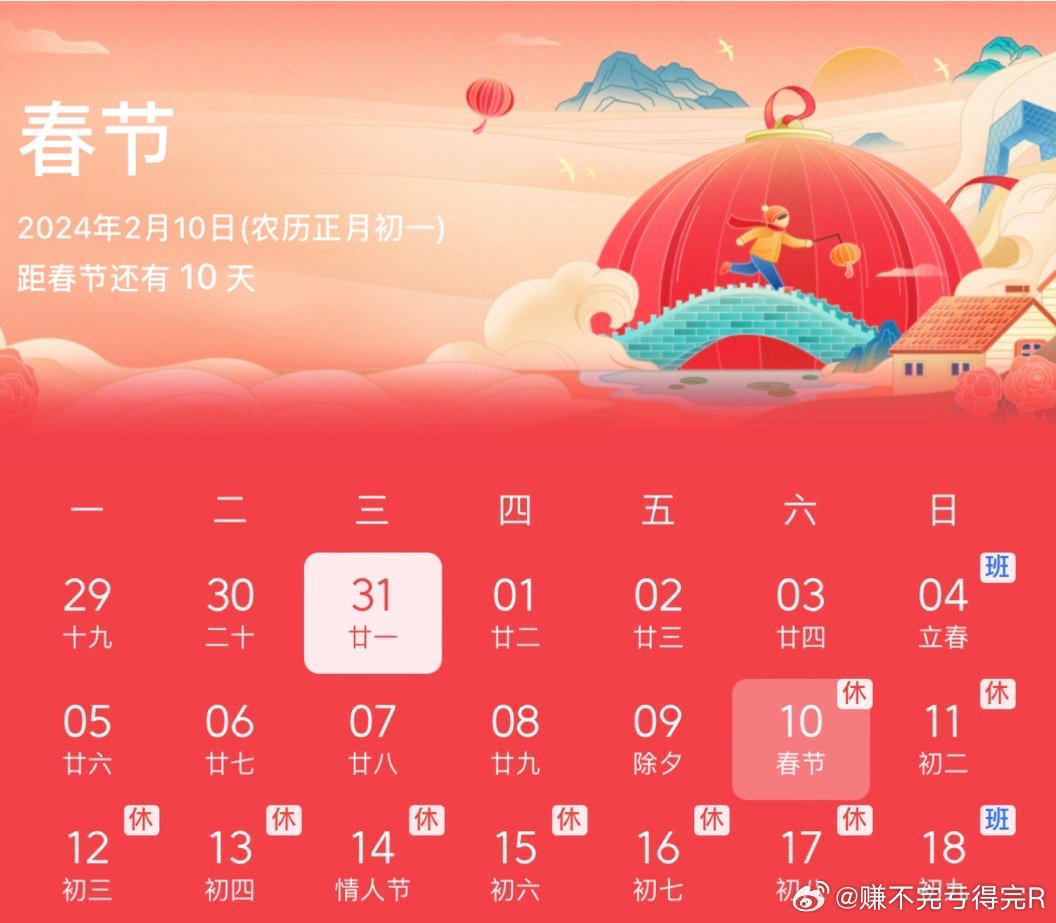 春节
2024年2月10日(农历正月初一)
距春节还有 10 天
一 二 三 四 五 六 日
班
29 30 31 01 02 03 04
十九 二十 廿一 廿二 廿三 廿四 立春
休 休
05 06 07 08 09 10 11
廿六 廿七 廿八 廿九 除夕 春节 初二
休 休 休 休 休 休 班
12 13 14 15 16 17 18
初三 初四 情人节 初六 初七 初八 初九
@赚不完亏得完R